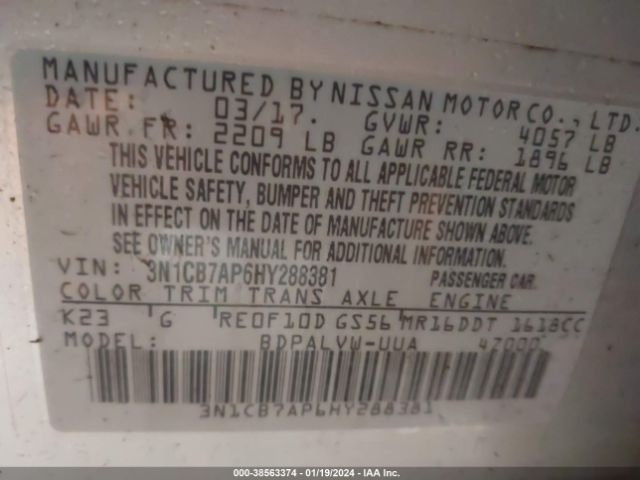 MANUFACTURED BY NISSAN MOTOR CO., LTD.
DATE: 03/17. GVWR: 4057 LB
GAWR FR: 2209 LB GAWR RR: 1896 LB
THIS VEHICLE CONFORMS TO ALL APPLICABLE FEDERAL MOTOR
VEHICLE SAFETY, BUMPER AND THEFT PREVENTION STANDARDS
IN EFFECT ON THE DATE OF MANUFACTURE SHOWN ABOVE.
SEE OWNER'S MANUAL FOR ADDITIONAL INFORMATION.
VIN: 3N1CB7AP6HY288381 PASSENGER CAR
COLOR TRIM TRANS AXLE ENGINE
K23 G RE0F10D GS56 MR16DDT 1618CC
MODEL: BDPALVW-UUA 47000
3N1CB7AP6HY288381
000-38563374 - 01/19/2024 - IAA Inc.